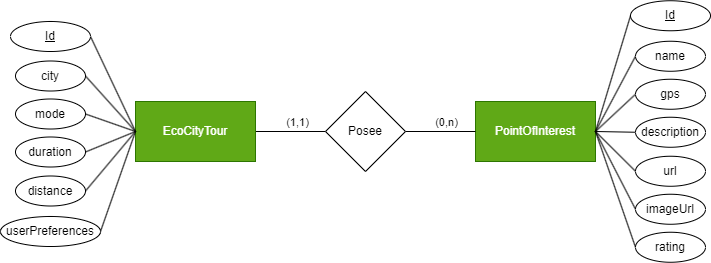 Id
city
mode
duration
distance
userPreferences
EcoCityTour
(1,1)
Posee
(0,n)
PointOfInterest
Id
name
gps
description
url
imageUrl
rating